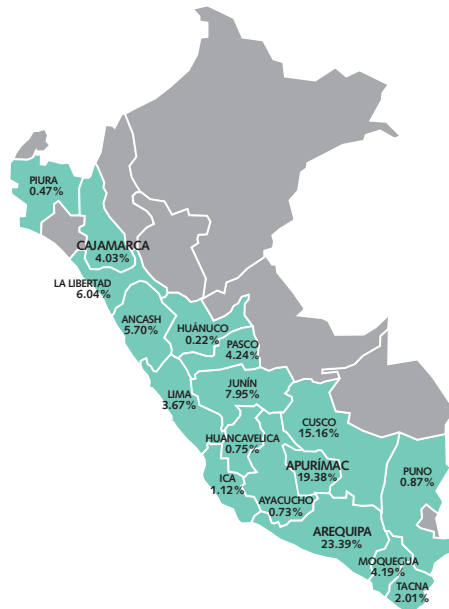 PIURA
0.47%
CAJAMARCA
4.03%
LA LIBERTAD
6.04%
ANCASH
5.70%
HUÁNUCO
0.22%
PASCO
4.24%
LIMA
3.67%
JUNÍN
7.95%
CUSCO
15.16%
HUANCAVELICA
0.75%
APURÍMAC
19.38%
PUNO
0.87%
ICA
1.12%
AYACUCHO
0.73%
AREQUIPA
23.39%
MOQUEGUA
4.19%
TACNA
2.01%